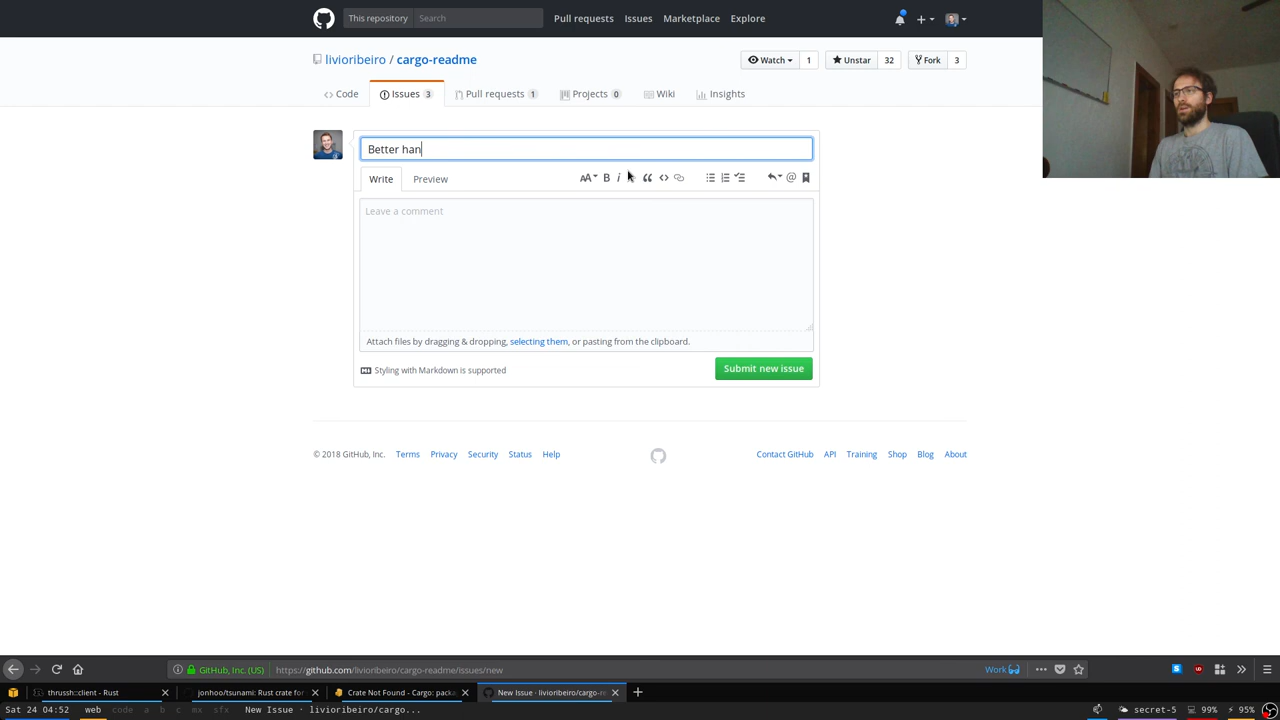 This repository
Search
Pull requests
Issues
Marketplace
Explore
livioribeiro / cargo-readme
Watch 1
Unstar 32
Fork 3
Code
Issues 3
Pull requests 1
Projects 0
Wiki
Insights
Better han
Write
Preview
AA B i
Leave a comment
Attach files by dragging & dropping, selecting them, or pasting from the clipboard.
Styling with Markdown is supported
Submit new issue
© 2018 GitHub, Inc. Terms Privacy Security Status Help
Contact GitHub API Training Shop Blog About
GitHub, Inc. (US) https://github.com/livioribeiro/cargo-readme/issues/new Work
thrussh::client - Rust
jonhoo/tsunami: Rust crate for
Crate Not Found - Cargo: packa
New Issue · livioribeiro/cargo-re
Sat 24 04:52 web code a b c mx sfx New Issue · livioribeiro/cargo... secret-5 99% 95%